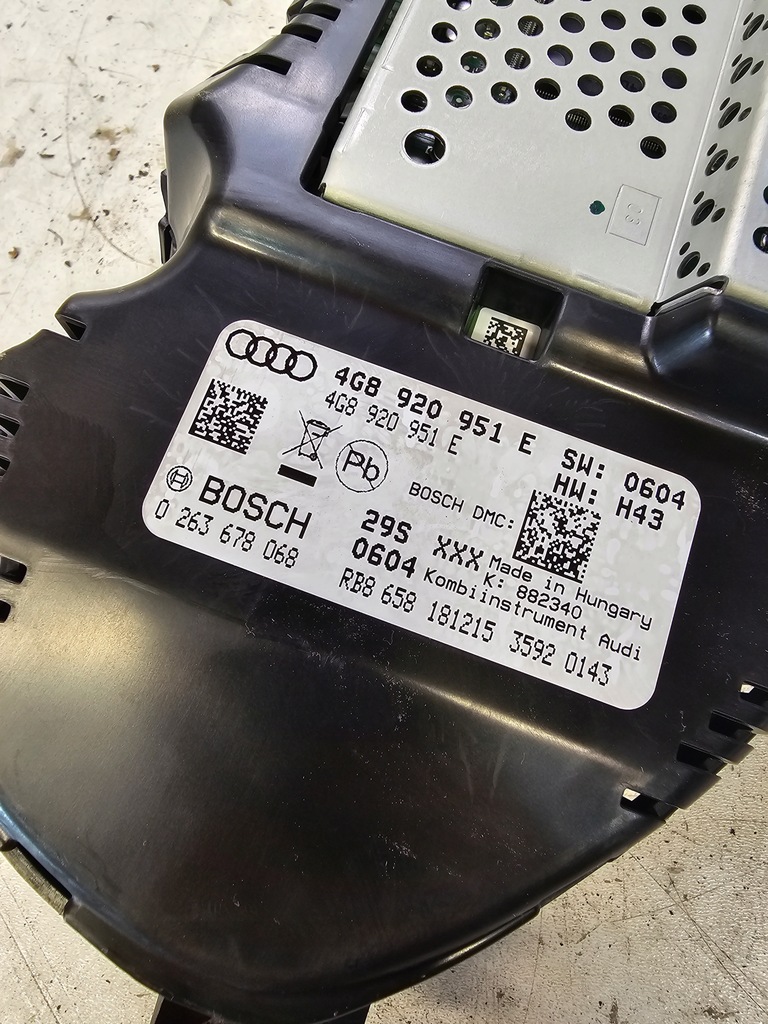 4G8 920 951 E SW: 0604
4G8 920 951 E HW: H43
Pb
BOSCH DMC:
BOSCH
0 263 678 068
29S XXX Made in Hungary
0604 K: 882340
Kombiinstrument Audi
RB8 658 181215 3592 0143